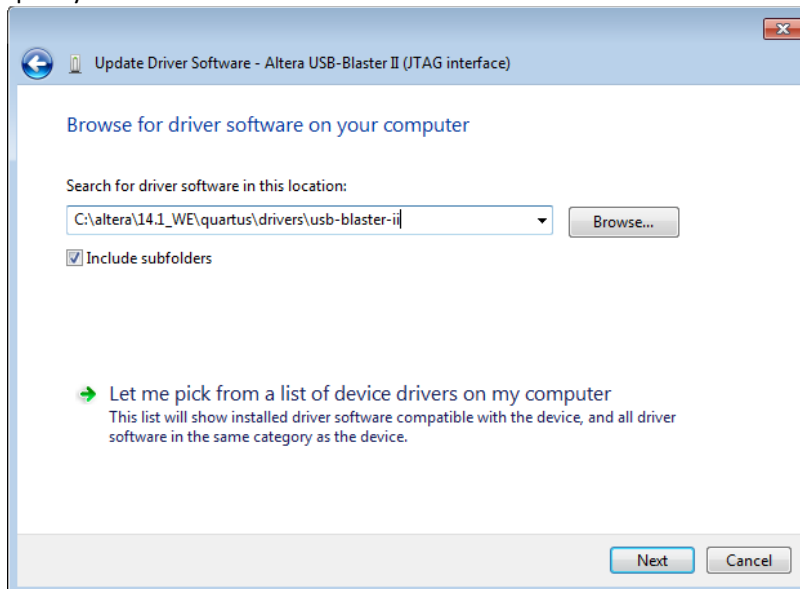 Update Driver Software - Altera USB-Blaster II (JTAG interface)
Browse for driver software on your computer
Search for driver software in this location:
C:\altera\14.1_WE\quartus\drivers\usb-blaster-ii
Browse...
Include subfolders
Let me pick from a list of device drivers on my computer
This list will show installed driver software compatible with the device, and all driver
software in the same category as the device.
Next
Cancel